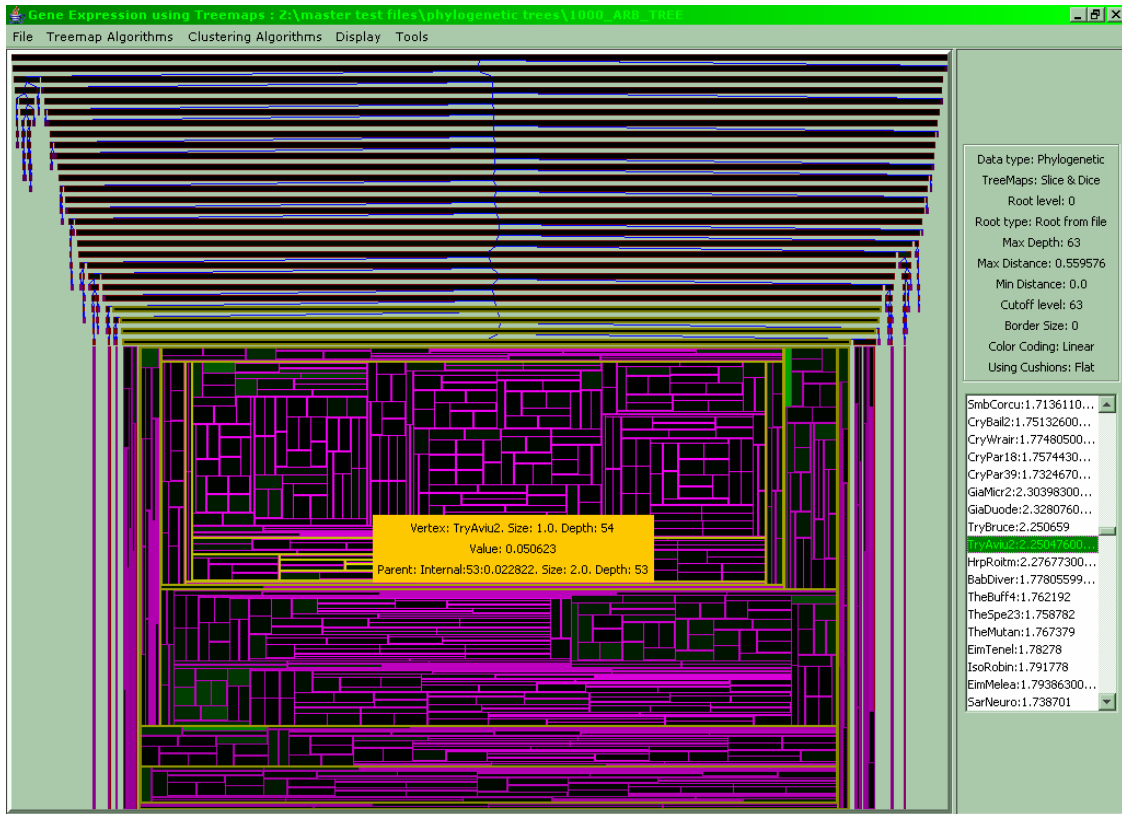 Gene Expression using Treemaps : Z:\master test files\phylogenetic trees\1000_ARB_TREE
File Treemap Algorithms Clustering Algorithms Display Tools
Data type: Phylogenetic
TreeMaps: Slice & Dice
Root level: 0
Root type: Root from file
Max Depth: 63
Max Distance: 0.559576
Min Distance: 0.0
Cutoff level: 63
Border Size: 0
Color Coding: Linear
Using Cushions: Flat
SmbCorcu:1.7136110...
CryBail2:1.75132600...
CryWrair:1.77480500...
CryPar18:1.7574430...
CryPar39:1.7324670...
GiaMicr2:2.30398300...
GiaDuode:2.3280760...
TryBruce:2.250659
TryAviu2:2.25047600...
HrpRoitm:2.27677300...
BabDiver:1.77805599...
TheBuff4:1.762192
TheSpe23:1.758782
TheMutan:1.767379
EimTenel:1.78278
IsoRobin:1.791778
EimMelea:1.79386300...
SarNeuro:1.738701
Vertex: TryAviu2. Size: 1.0. Depth: 54
Value: 0.050623
Parent: Internal:53:0.022822. Size: 2.0. Depth: 53